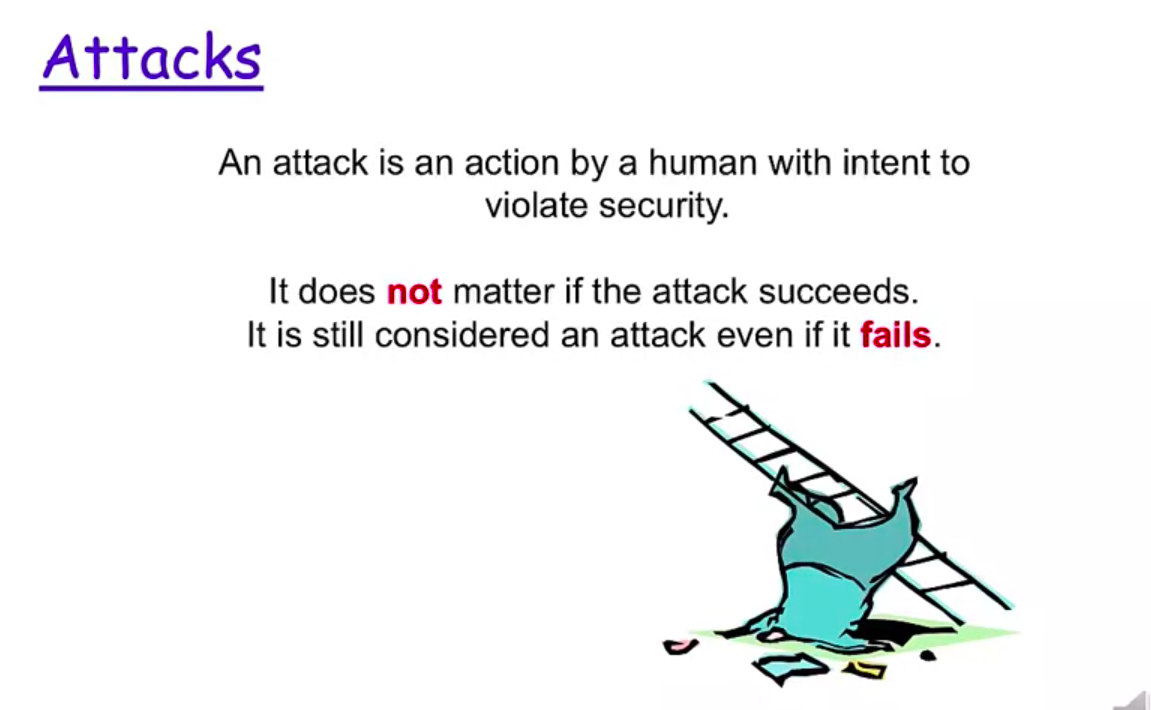 Attacks
An attack is an action by a human with intent to
violate security.
It does not matter if the attack succeeds.
It is still considered an attack even if it fails.